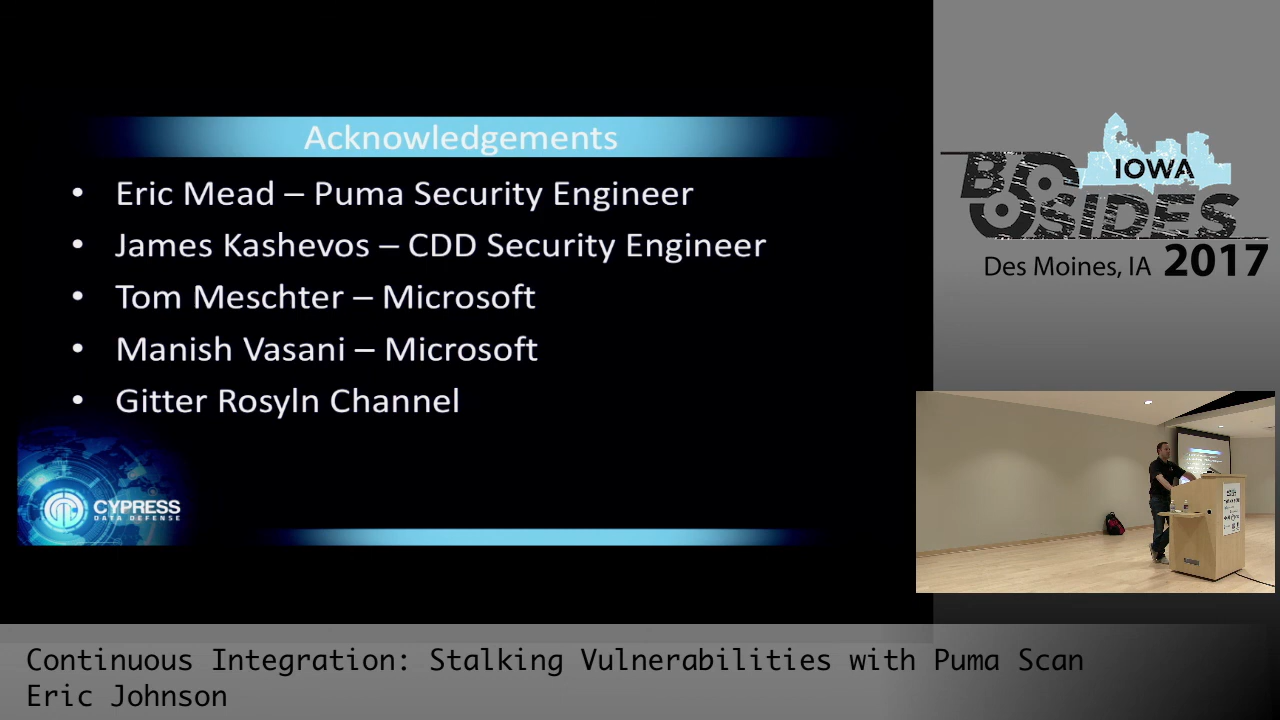 Acknowledgements
• Eric Mead – Puma Security Engineer
• James Kashevos – CDD Security Engineer
• Tom Meschter – Microsoft
• Manish Vasani – Microsoft
• Gitter Rosyln Channel
CYPRESS
DATA DEFENSE
IOWA
BSIDES
Des Moines, IA 2017
Continuous Integration: Stalking Vulnerabilities with Puma Scan
Eric Johnson